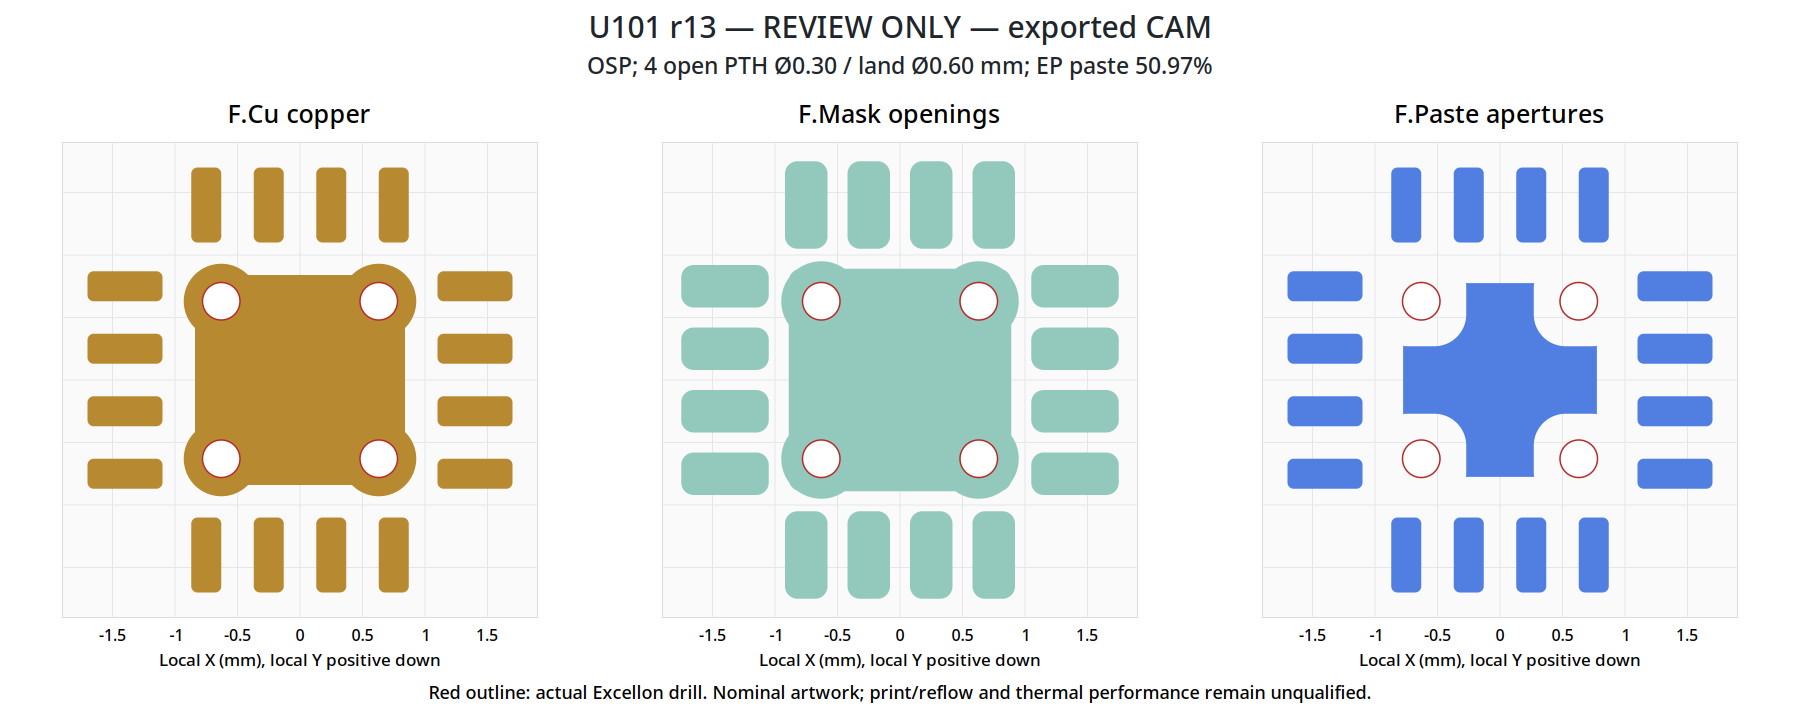 U101 r13 — REVIEW ONLY — exported CAM
OSP; 4 open PTH Ø0.30 / land Ø0.60 mm; EP paste 50.97%
F.Cu copper
F.Mask openings
F.Paste apertures
-1.5 -1 -0.5 0 0.5 1 1.5
-1.5 -1 -0.5 0 0.5 1 1.5
-1.5 -1 -0.5 0 0.5 1 1.5
Local X (mm), local Y positive down
Local X (mm), local Y positive down
Local X (mm), local Y positive down
Red outline: actual Excellon drill. Nominal artwork; print/reflow and thermal performance remain unqualified.